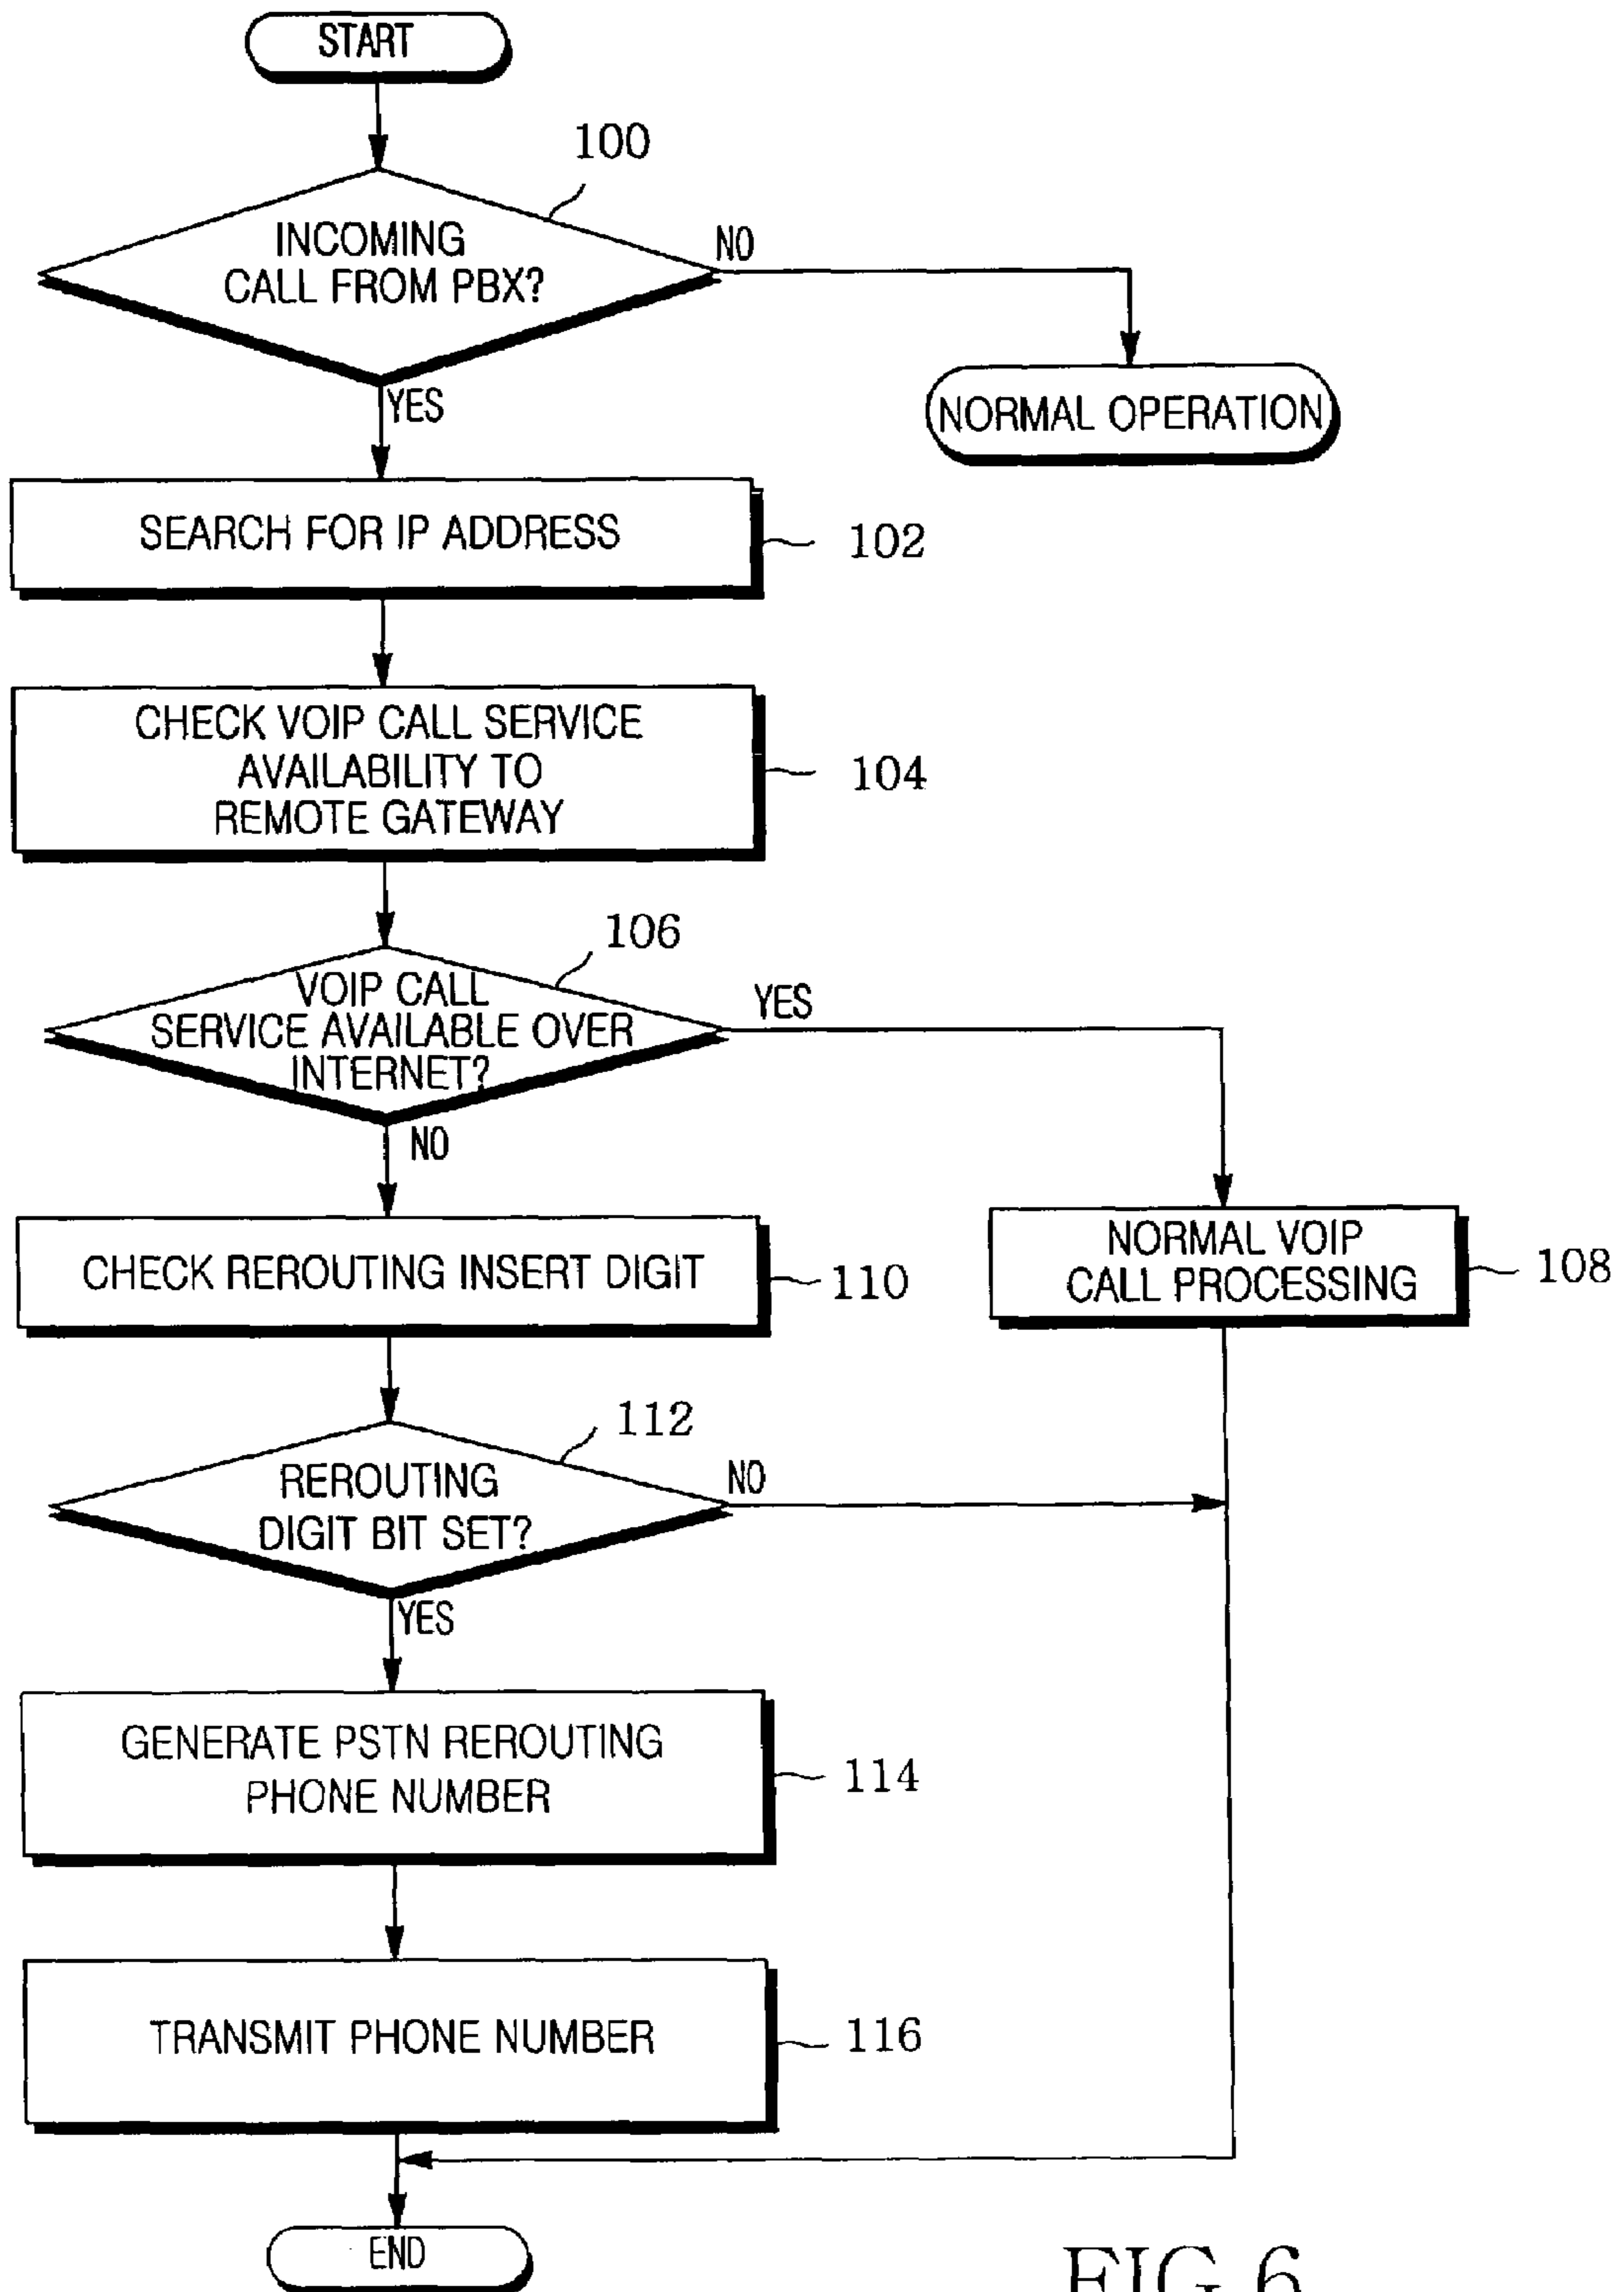 START
100
INCOMING
CALL FROM PBX?
NO
YES
NORMAL OPERATION
SEARCH FOR IP ADDRESS
102
CHECK VOIP CALL SERVICE
AVAILABILITY TO
REMOTE GATEWAY
104
106
VOIP CALL
SERVICE AVAILABLE OVER
INTERNET?
YES
NO
CHECK REROUTING INSERT DIGIT
110
NORMAL VOIP
CALL PROCESSING
108
112
REROUTING
DIGIT BIT SET?
NO
YES
GENERATE PSTN REROUTING
PHONE NUMBER
114
TRANSMIT PHONE NUMBER
116
END
FIG.6